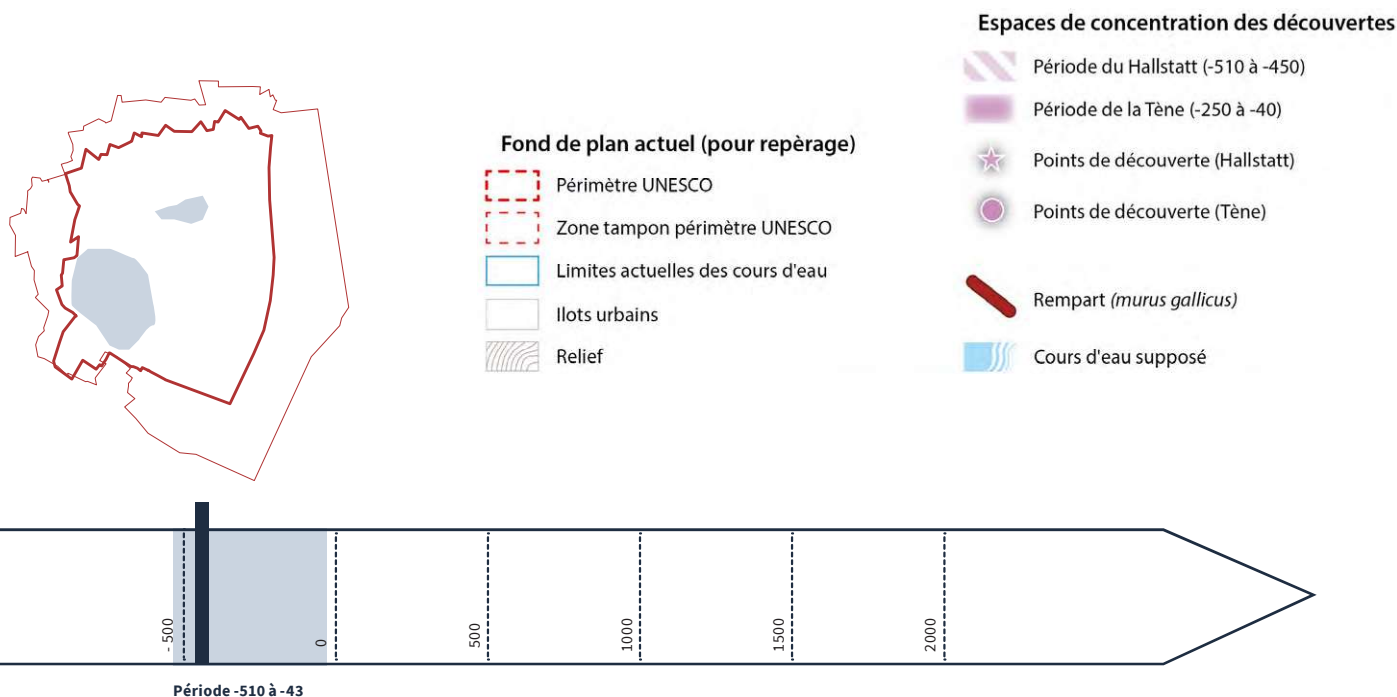 Espaces de concentration des découvertes
Période du Hallstatt (-510 à -450)
Période de la Tène (-250 à -40)
Points de découverte (Hallstatt)
Points de découverte (Tène)
Rempart (murus gallicus)
Cours d'eau supposé
Fond de plan actuel (pour repèrage)
Périmètre UNESCO
Zone tampon périmètre UNESCO
Limites actuelles des cours d'eau
Ilots urbains
Relief
- 500
0
500
1000
1500
2000
Période -510 à -43